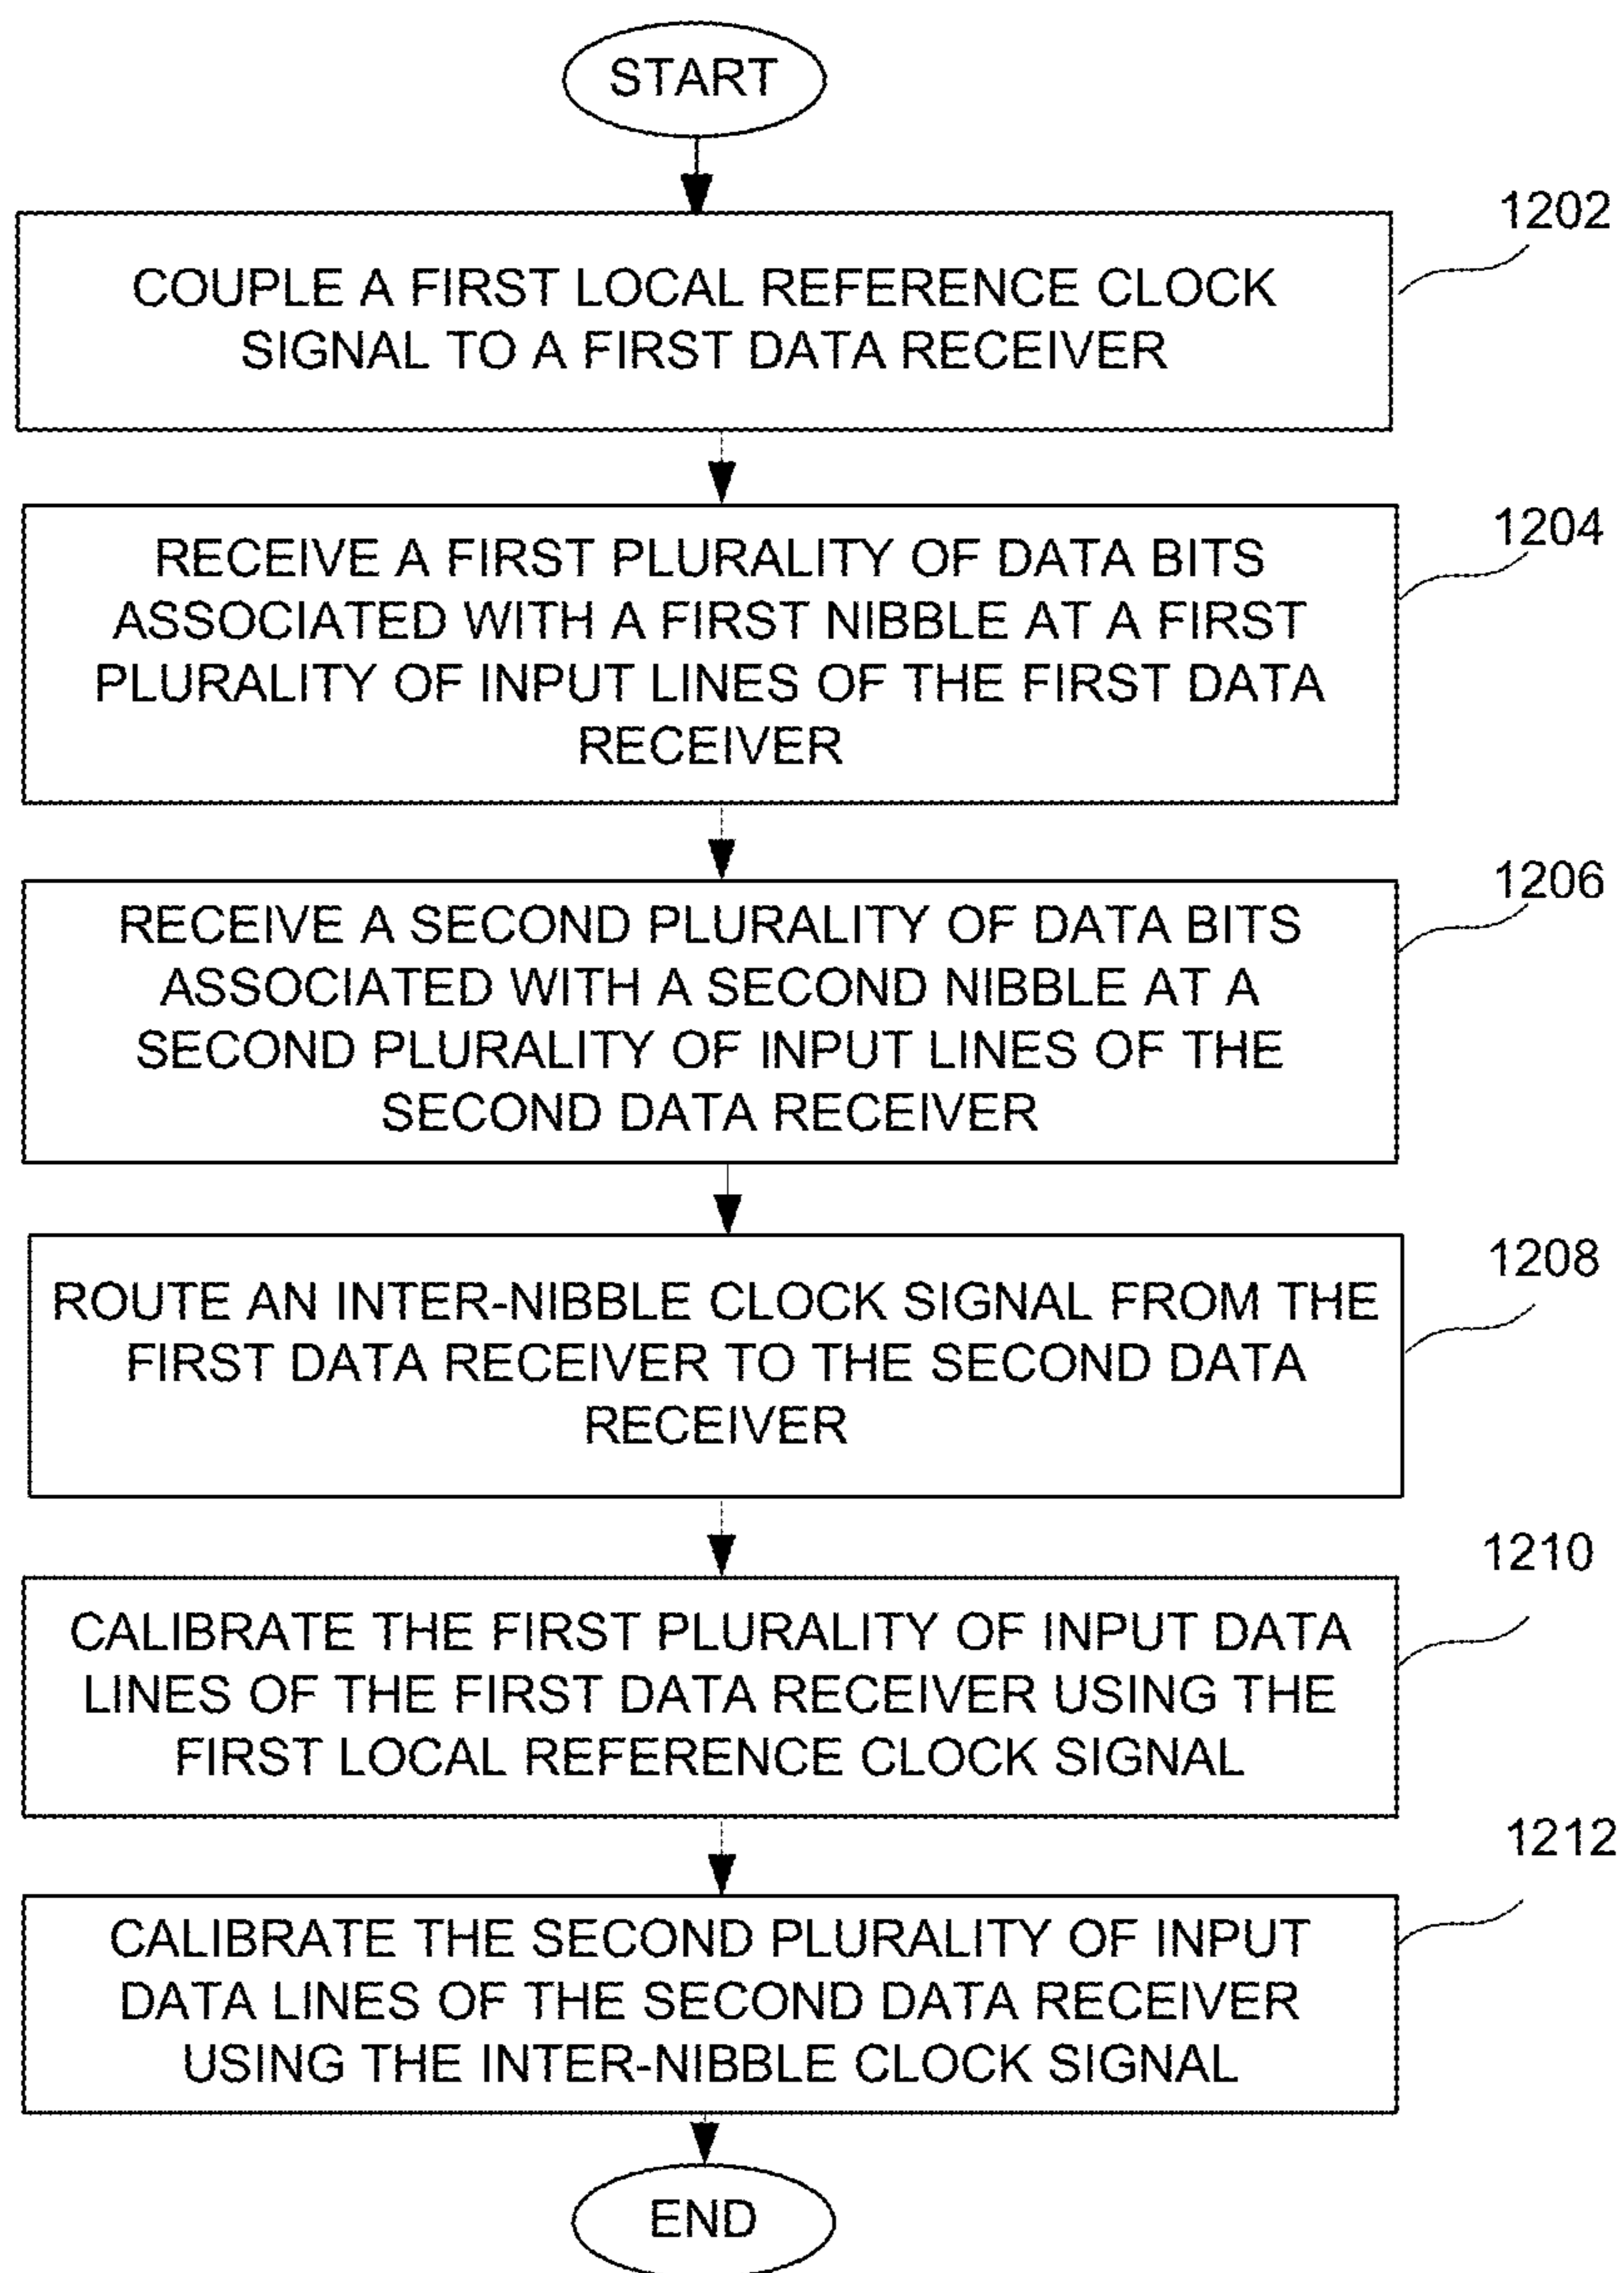 START
1202
COUPLE A FIRST LOCAL REFERENCE CLOCK
SIGNAL TO A FIRST DATA RECEIVER
1204
RECEIVE A FIRST PLURALITY OF DATA BITS
ASSOCIATED WITH A FIRST NIBBLE AT A FIRST
PLURALITY OF INPUT LINES OF THE FIRST DATA
RECEIVER
1206
RECEIVE A SECOND PLURALITY OF DATA BITS
ASSOCIATED WITH A SECOND NIBBLE AT A
SECOND PLURALITY OF INPUT LINES OF THE
SECOND DATA RECEIVER
1208
ROUTE AN INTER-NIBBLE CLOCK SIGNAL FROM THE
FIRST DATA RECEIVER TO THE SECOND DATA
RECEIVER
1210
CALIBRATE THE FIRST PLURALITY OF INPUT DATA
LINES OF THE FIRST DATA RECEIVER USING THE
FIRST LOCAL REFERENCE CLOCK SIGNAL
1212
CALIBRATE THE SECOND PLURALITY OF INPUT
DATA LINES OF THE SECOND DATA RECEIVER
USING THE INTER-NIBBLE CLOCK SIGNAL
END